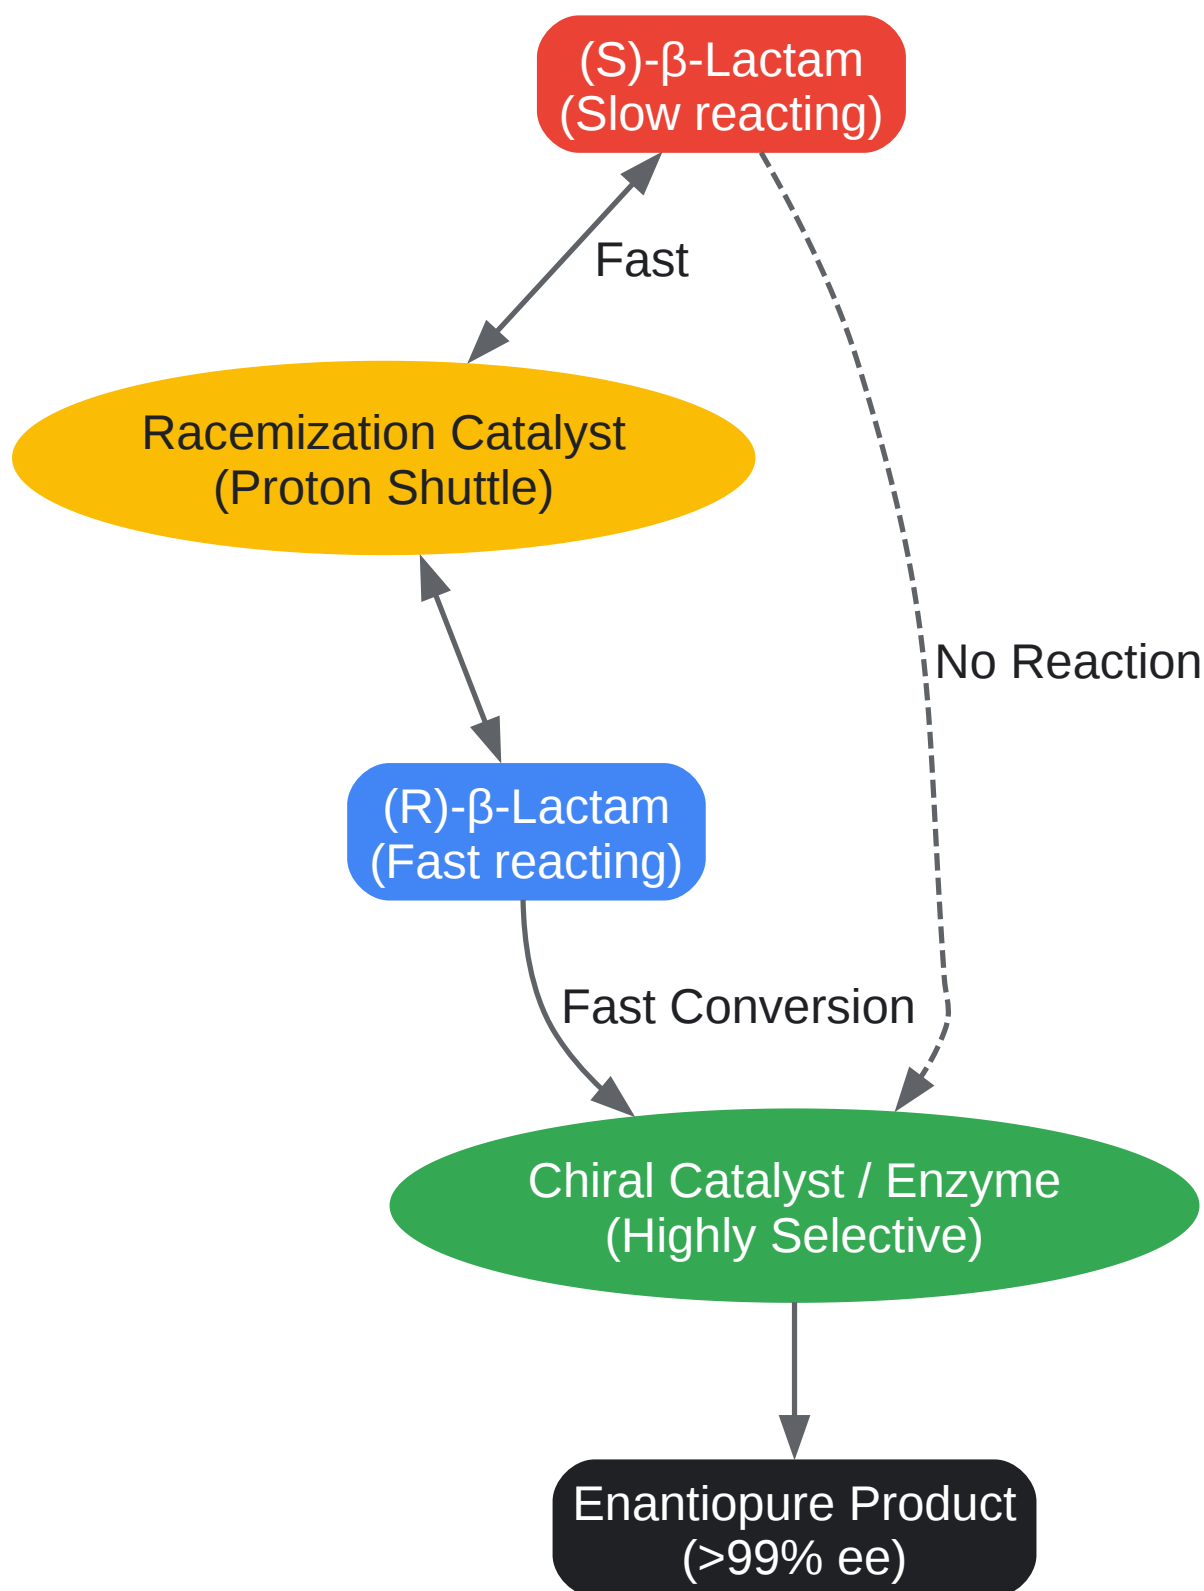 (S)-β-Lactam
(Slow reacting)
Fast
Racemization Catalyst
(Proton Shuttle)
No Reaction
(R)-β-Lactam
(Fast reacting)
Fast Conversion
Chiral Catalyst / Enzyme
(Highly Selective)
Enantiopure Product
(>99% ee)